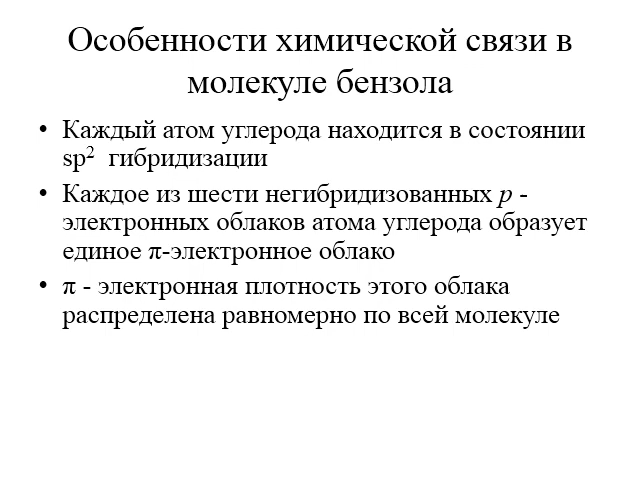 Особенности химической связи в
молекуле бензола
• Каждый атом углерода находится в состоянии
sp² гибридизации
• Каждое из шести негибридизованных p -
электронных облаков атома углерода образует
единое π-электронное облако
• π - электронная плотность этого облака
распределена равномерно по всей молекуле